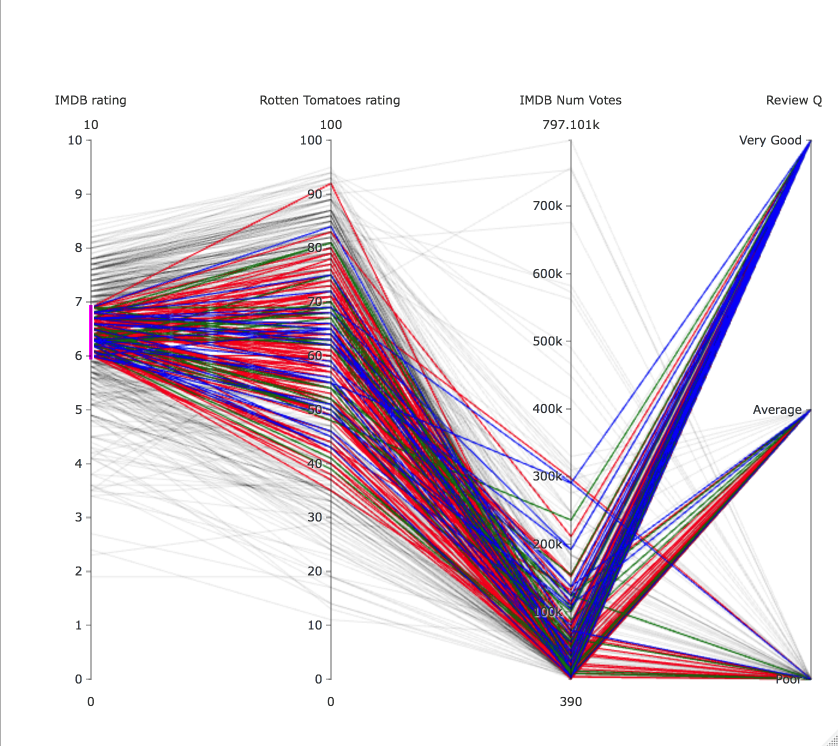 IMDB rating
Rotten Tomatoes rating
IMDB Num Votes
Review Q
10
100
797.101k
10
9
8
7
6
5
4
3
2
1
0
0
100
90
80
70
60
50
40
30
20
10
0
0
700k
600k
500k
400k
300k
200k
100k
390
Very Good
Average
Poor